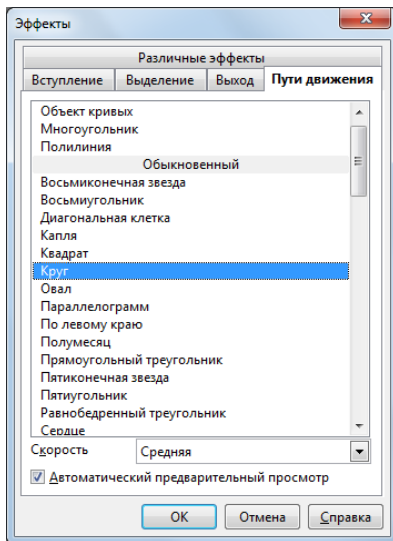 Эффекты
Различные эффекты
Вступление Выделение Выход Пути движения
Объект кривых
Многоугольник
Полилиния
Обыкновенный
Восьмиконечная звезда
Восьмиугольник
Диагональная клетка
Капля
Квадрат
Круг
Овал
Параллелограмм
По левому краю
Полумесяц
Прямоугольный треугольник
Пятиконечная звезда
Пятиугольник
Равнобедренный треугольник
Сердце
Скорость Средняя
Автоматический предварительный просмотр
ОК Отмена Справка